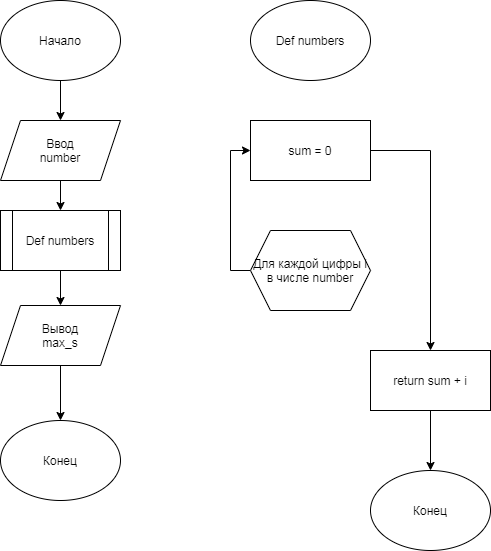 Начало
Ввод
number
Def numbers
Вывод
max_s
Конец
Def numbers
sum = 0
Для каждой цифры i
в числе number
return sum + i
Конец